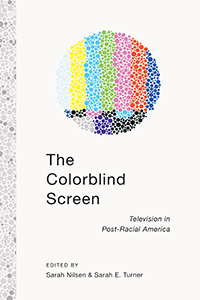 The
Colorblind
Screen
Television in
Post-Racial America
EDITED BY
Sarah Nilsen & Sarah E. Turner